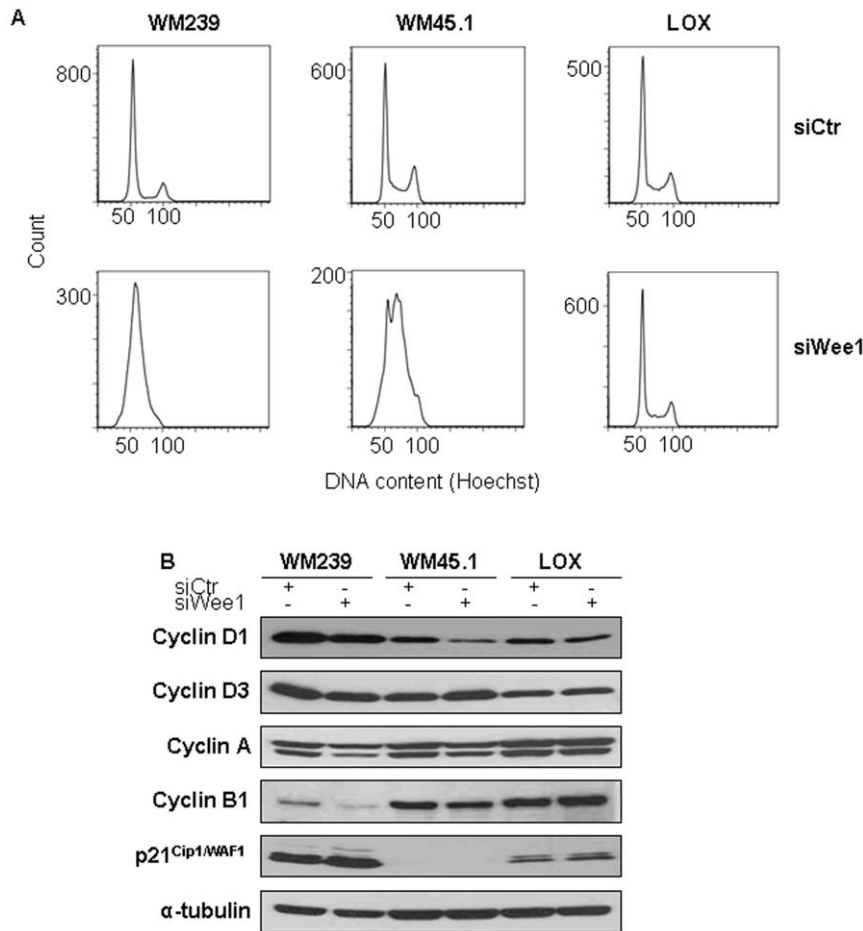 A
WM239 WM45.1 LOX
800 600 500
siCtr
50 100 50 100 50 100
Count
300 200 600
siWee1
50 100 50 100 50 100
DNA content (Hoechst)
B WM239 WM45.1 LOX
siCtr + - + - + -
siWee1 - + - + - +
Cyclin D1
Cyclin D3
Cyclin A
Cyclin B1
p21Cip1/WAF1
α-tubulin